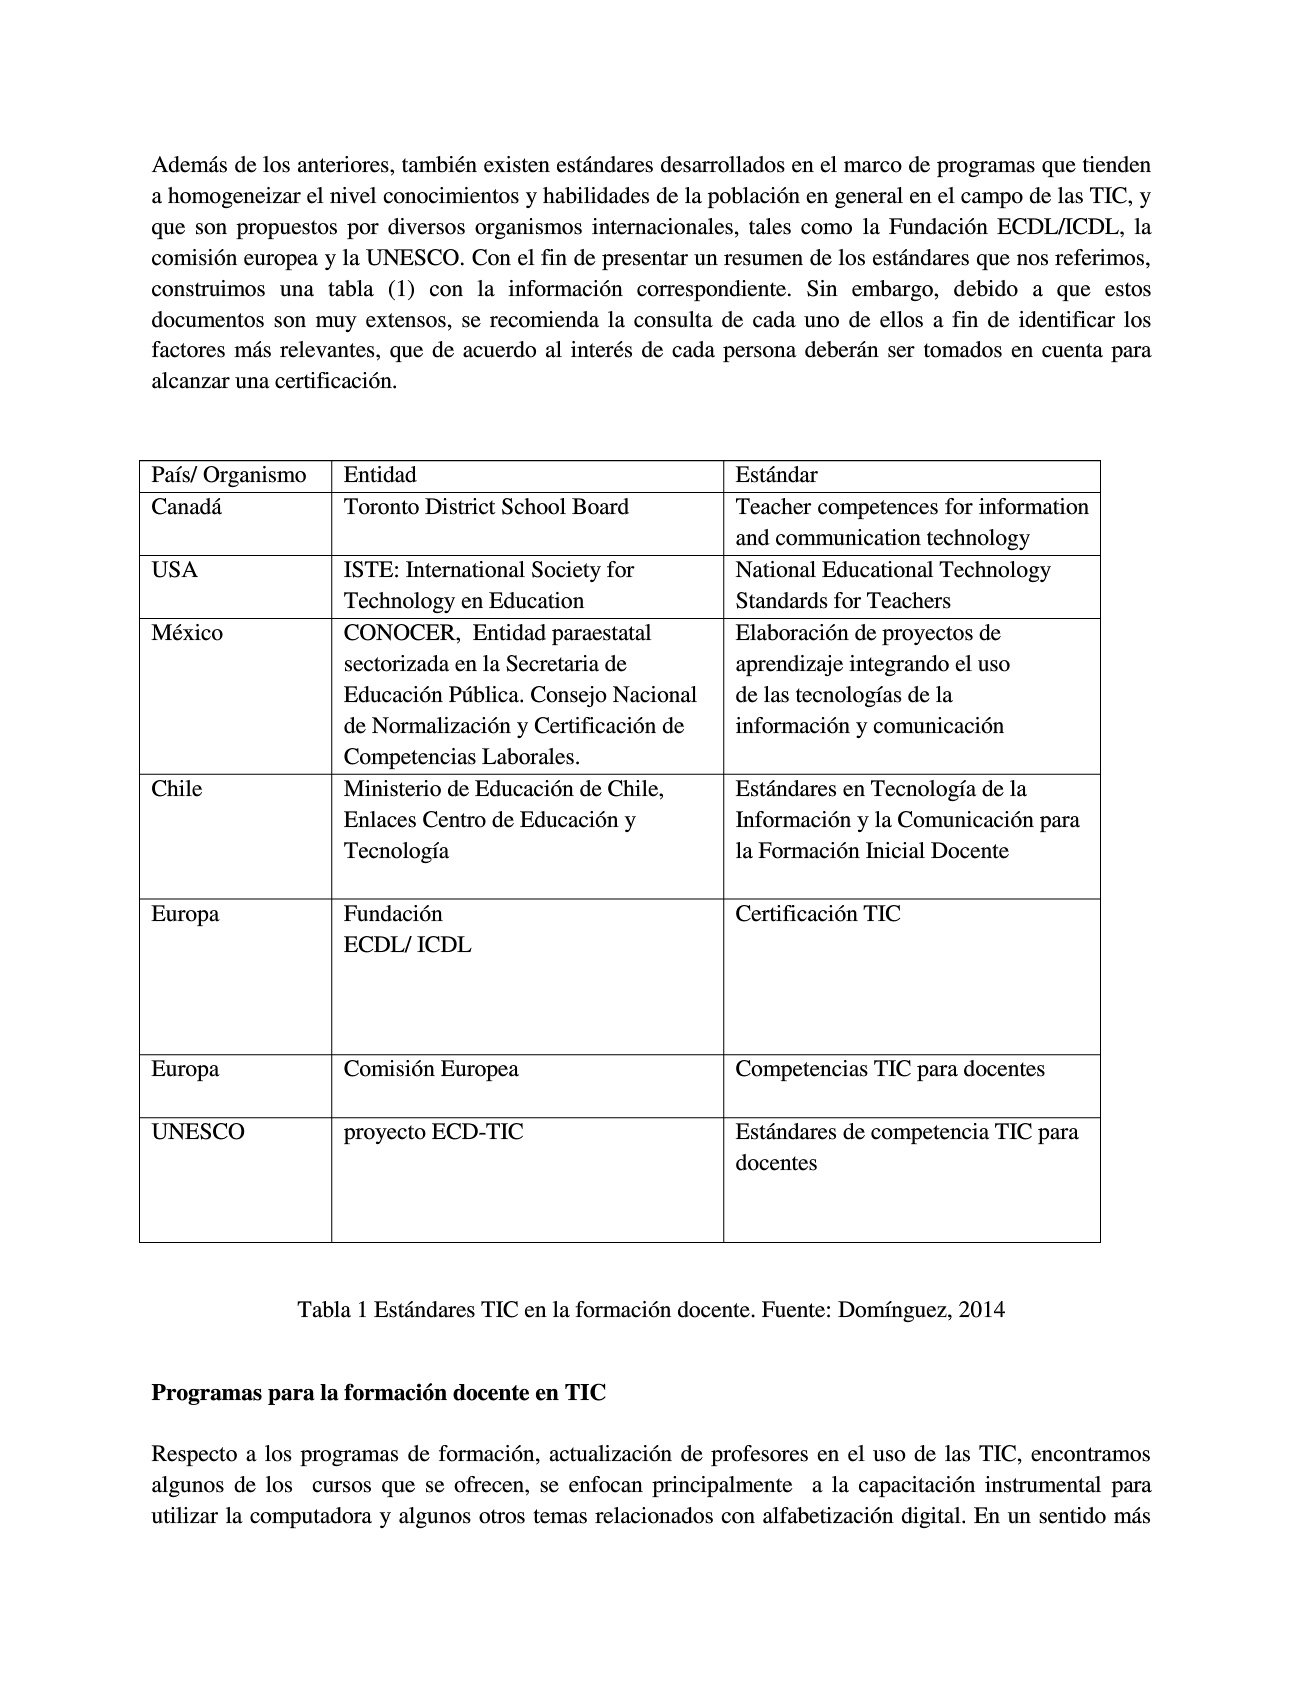 Además de los anteriores, también existen estándares desarrollados en el marco de programas que tienden
a homogeneizar el nivel conocimientos y habilidades de la población en general en el campo de las TIC, y
que son propuestos por diversos organismos internacionales, tales como la Fundación ECDL/ICDL, la
comisión europea y la UNESCO. Con el fin de presentar un resumen de los estándares que nos referimos,
construimos una tabla (1) con la información correspondiente. Sin embargo, debido a que estos
documentos son muy extensos, se recomienda la consulta de cada uno de ellos a fin de identificar los
factores más relevantes, que de acuerdo al interés de cada persona deberán ser tomados en cuenta para
alcanzar una certificación.
País/ Organismo
Entidad
Estándar
Canadá
Toronto District School Board
Teacher competences for information
and communication technology
USA
ISTE: International Society for
Technology en Education
National Educational Technology
Standards for Teachers
México
CONOCER,  Entidad paraestatal
sectorizada en la Secretaria de
Educación Pública. Consejo Nacional
de Normalización y Certificación de
Competencias Laborales.
Elaboración de proyectos de
aprendizaje integrando el uso
de las tecnologías de la
información y comunicación
Chile
Ministerio de Educación de Chile,
Enlaces Centro de Educación y
Tecnología
Estándares en Tecnología de la
Información y la Comunicación para
la Formación Inicial Docente
Europa
Fundación
ECDL/ ICDL
Certificación TIC
Europa
Comisión Europea
Competencias TIC para docentes
UNESCO
proyecto ECD-TIC
Estándares de competencia TIC para
docentes
Tabla 1 Estándares TIC en la formación docente. Fuente: Domínguez, 2014
Programas para la formación docente en TIC
Respecto a los programas de formación, actualización de profesores en el uso de las TIC, encontramos
algunos de los  cursos que se ofrecen, se enfocan principalmente  a la capacitación instrumental para
utilizar la computadora y algunos otros temas relacionados con alfabetización digital. En un sentido más